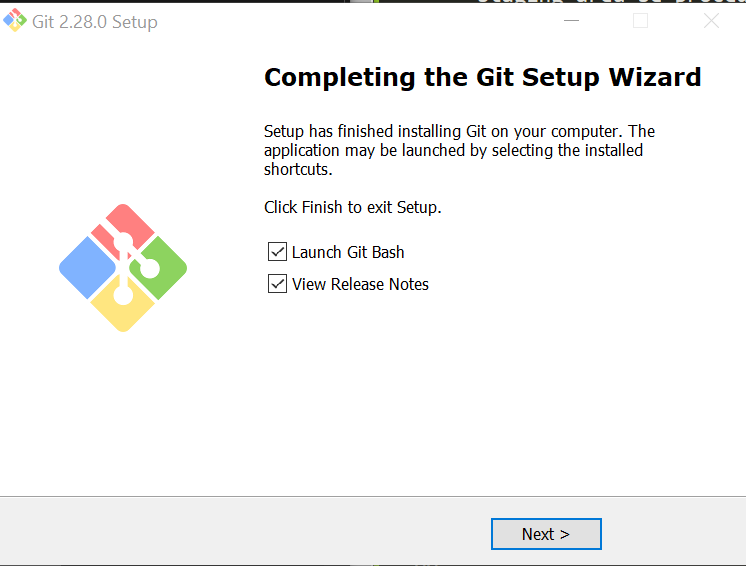 staging area
Git 2.28.0 Setup
Completing the Git Setup Wizard
Setup has finished installing Git on your computer. The
application may be launched by selecting the installed
shortcuts.
Click Finish to exit Setup.
Launch Git Bash
View Release Notes
Next >